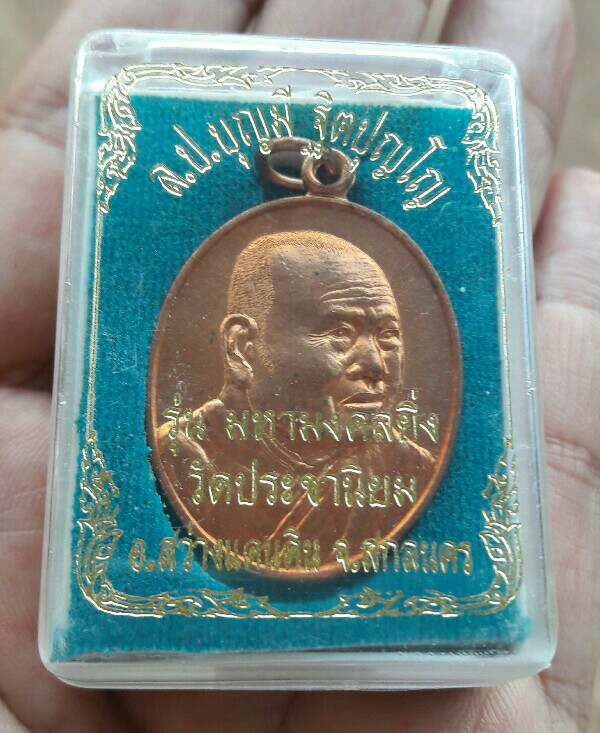 ล.ป.บุญมี ฐิตปุญโญ
รุ่น มหามงคลยิ่ง
วัดประชานิยม
อ.สว่างแดนดิน จ.สกลนคร